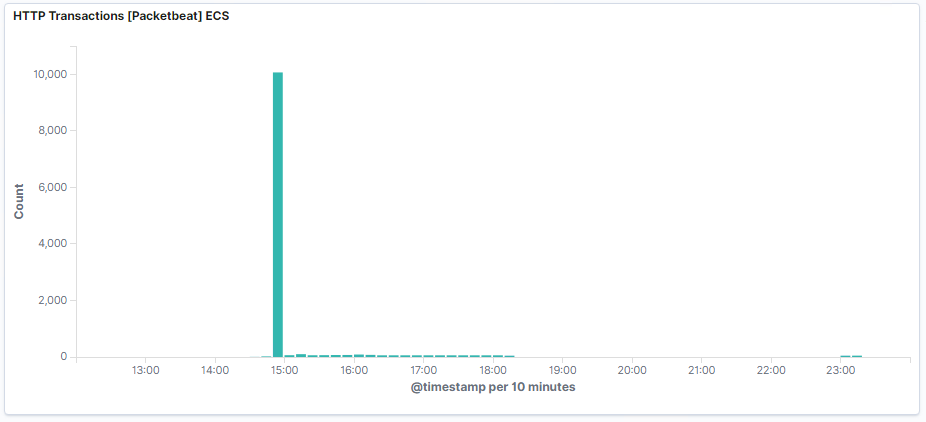 HTTP Transactions [Packetbeat] ECS
10,000
8,000
6,000
4,000
2,000
0
Count
13:00 14:00 15:00 16:00 17:00 18:00 19:00 20:00 21:00 22:00 23:00
@timestamp per 10 minutes